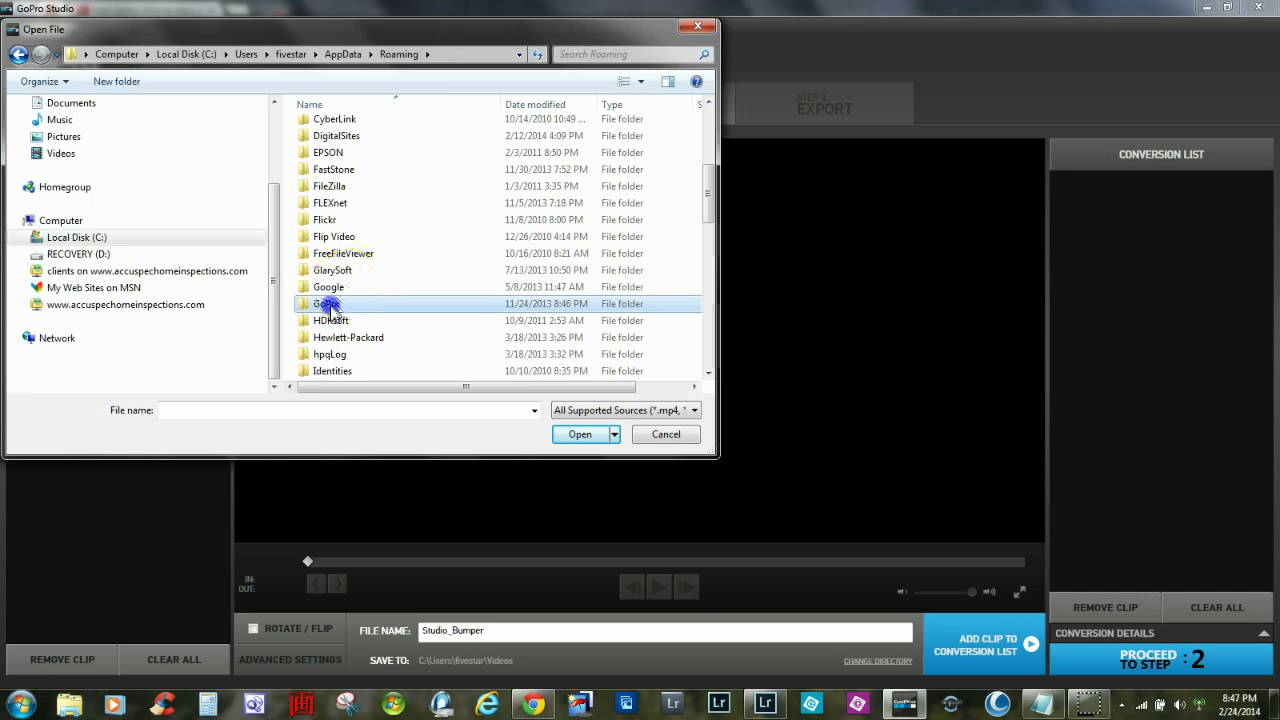 GoPro Studio
Open File
Computer Local Disk (C:) Users fivestar AppData Roaming
Search Roaming
Organize New folder
Name Date modified Type S
Documents
Music
Pictures
Videos
Homegroup
Computer
Local Disk (C:)
RECOVERY (D:)
clients on www.accuspechomeinspections.com
My Web Sites on MSN
www.accuspechomeinspections.com
Network
CyberLink 10/14/2010 10:49 ... File folder
DigitalSites 2/12/2014 4:09 PM File folder
EPSON 2/3/2011 8:50 PM File folder
FastStone 11/30/2013 7:52 PM File folder
FileZilla 1/3/2011 3:35 PM File folder
FLEXnet 11/5/2013 7:18 PM File folder
Flickr 11/8/2010 8:00 PM File folder
Flip Video 12/26/2010 4:14 PM File folder
FreeFileViewer 10/16/2010 8:21 AM File folder
GlarySoft 7/13/2013 10:50 PM File folder
Google 5/8/2013 11:47 AM File folder
GoPro 11/24/2013 8:46 PM File folder
HDRsoft 10/9/2011 2:53 AM File folder
Hewlett-Packard 3/18/2013 3:26 PM File folder
hpqLog 3/18/2013 3:32 PM File folder
Identities 10/10/2010 8:35 PM File folder
File name: All Supported Sources (*.mp4, *
Open Cancel
STEP 3
EXPORT
CONVERSION LIST
IN:
OUT:
ROTATE / FLIP
ADVANCED SETTINGS
FILE NAME: Studio_Bumper
SAVE TO: C:\Users\fivestar\Videos
CHANGE DIRECTORY
ADD CLIP TO
CONVERSION LIST
REMOVE CLIP CLEAR ALL
REMOVE CLIP CLEAR ALL
CONVERSION DETAILS
PROCEED
TO STEP : 2
GoPro
Lr
Lr
Lr
8:47 PM
2/24/2014